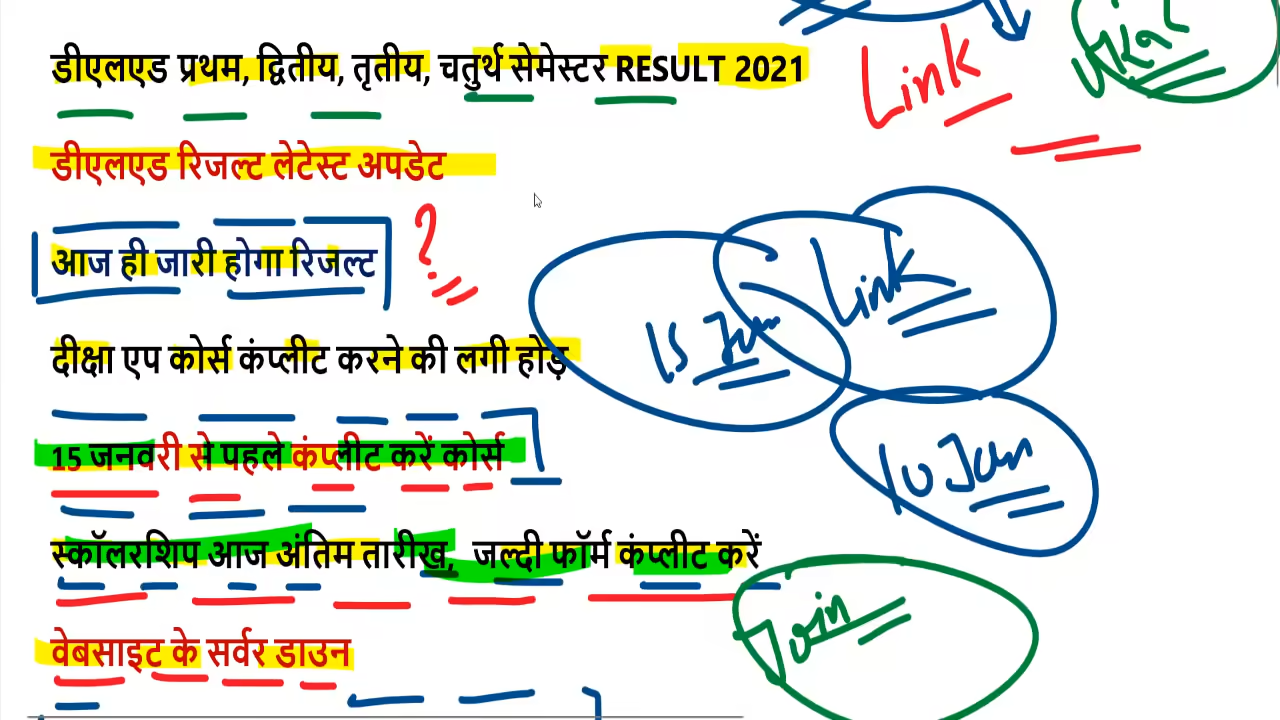 डीएलएड प्रथम, द्वितीय, तृतीय, चतुर्थ सेमेस्टर RESULT 2021
Link
डीएलएड रिजल्ट लेटेस्ट अपडेट
आज ही जारी होगा रिजल्ट ?
Link
15 Jan
दीक्षा एप कोर्स कंप्लीट करने की लगी होड़
15 जनवरी से पहले कंप्लीट करें कोर्स
10 Jan
स्कॉलरशिप आज अंतिम तारीख, जल्दी फॉर्म कंप्लीट करें
Join
वेबसाइट के सर्वर डाउन